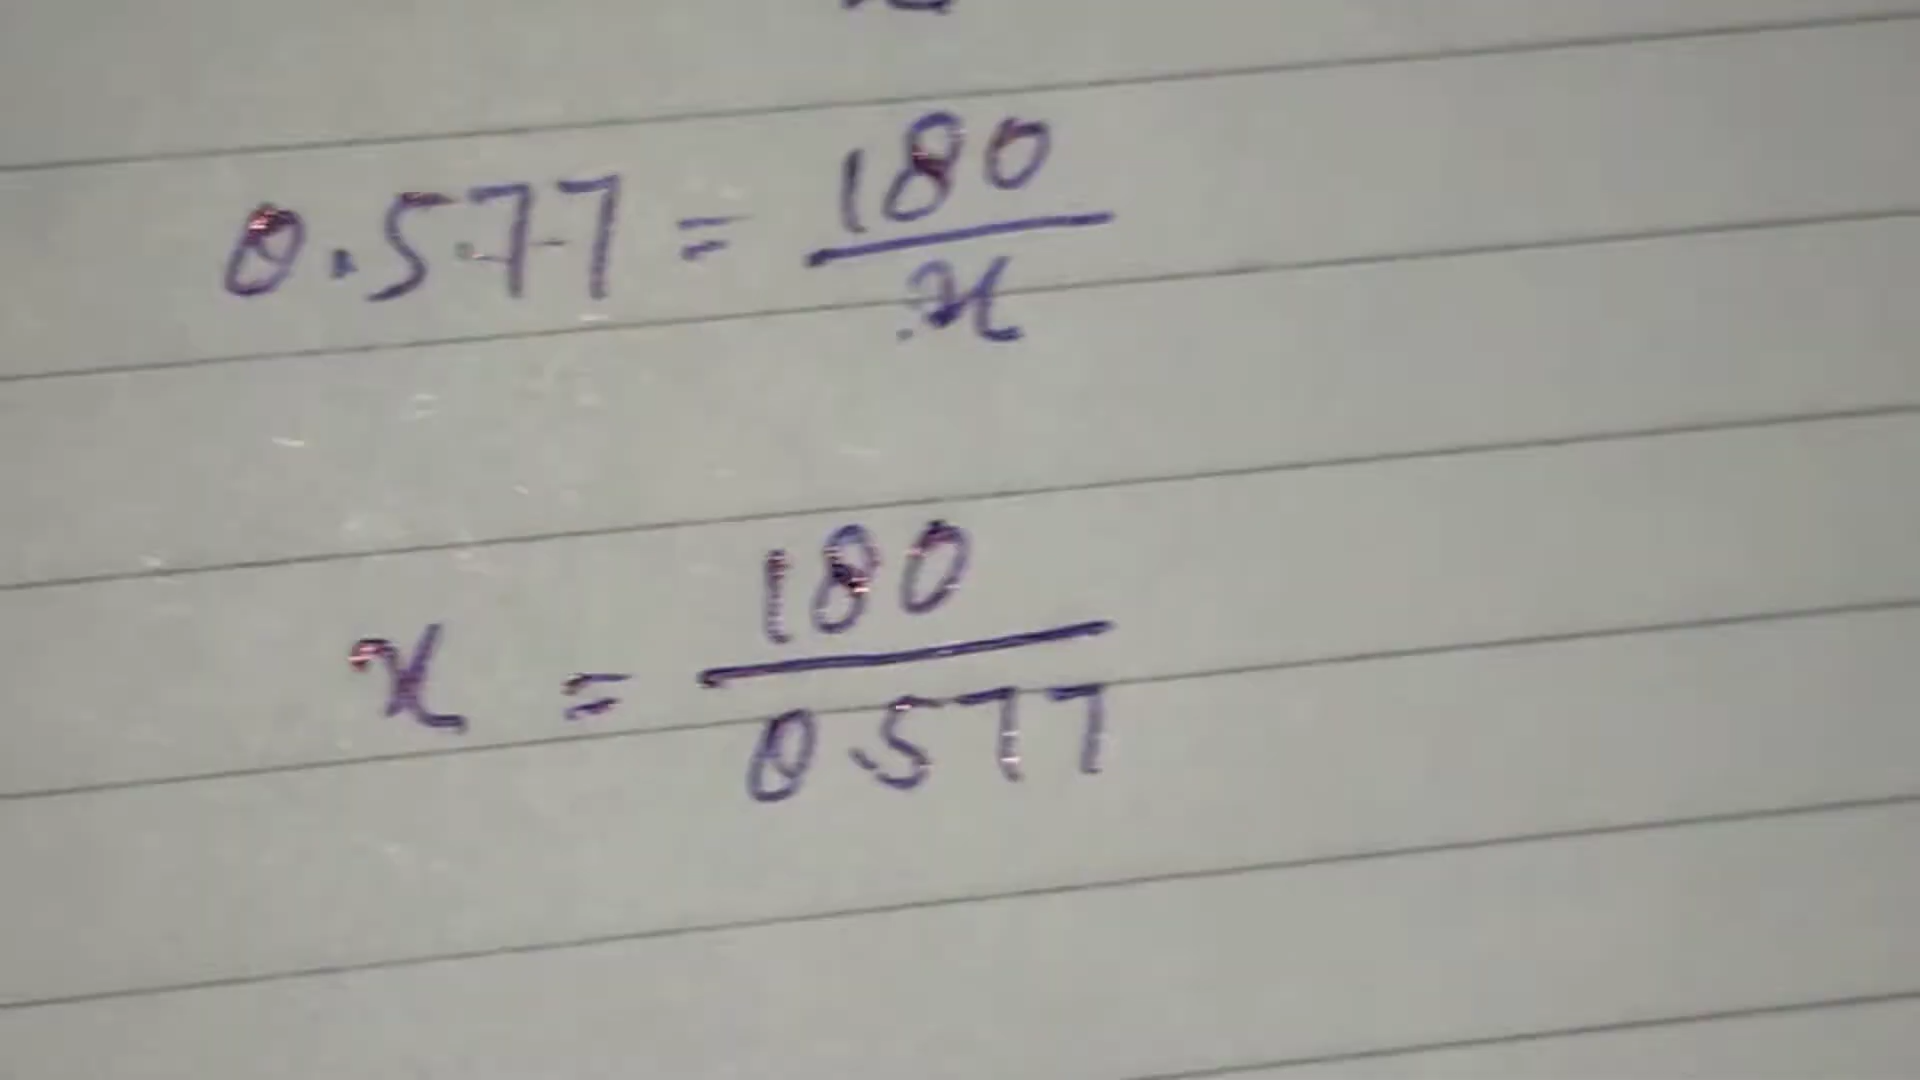 0.577 = 180/x
x = 180/0.577